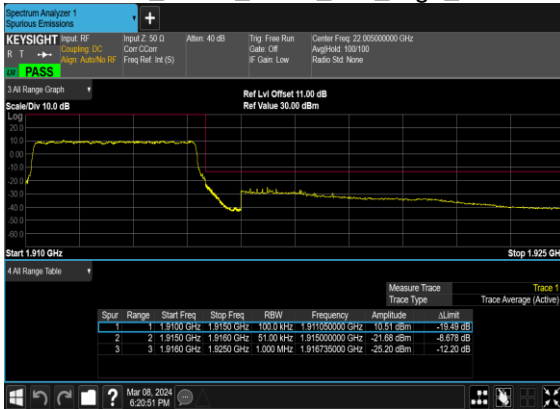 Spectrum Analyzer 1
Spurious Emissions
+
KEYSIGHT Input: RF Input Z: 50 Ω Atten: 40 dB Trig: Free Run Center Freq: 22.005000000 GHz
R T Coupling: DC Corr CCorr Gate: Off Avg|Hold: 100/100
Align: Auto/No RF Freq Ref: Int (S) IF Gain: Low Radio Std: None
PASS
3 All Range Graph
Ref Lvl Offset 11.00 dB
Scale/Div 10.0 dB Ref Value 30.00 dBm
Log
20.0
10.0
0.00
-10.0
-20.0
-30.0
-40.0
-50.0
-60.0
Start 1.910 GHz Stop 1.925 GH
4 All Range Table
Measure Trace Trace 1
Trace Type Trace Average (Active)
Spur Range Start Freq Stop Freq RBW Frequency Amplitude ΔLimit
1 1 1.9100 GHz 1.9150 GHz 100.0 kHz 1.911050000 GHz 10.51 dBm -19.49 dB
2 2 1.9150 GHz 1.9160 GHz 51.00 kHz 1.915000000 GHz -21.68 dBm -8.678 dB
3 3 1.9160 GHz 1.9250 GHz 1.000 MHz 1.916735000 GHz -25.20 dBm -12.20 dB
? Mar 08, 2024
6:20:51 PM